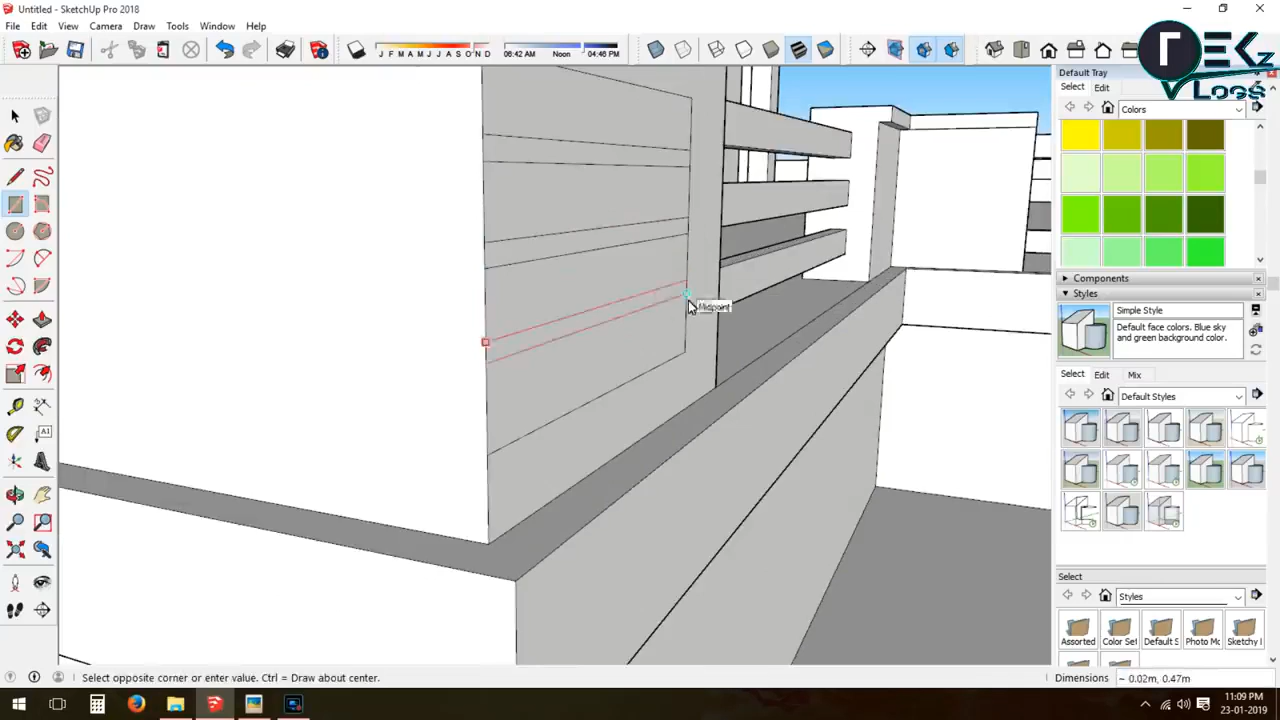 Untitled - SketchUp Pro 2018
File Edit View Camera Draw Tools Window Help
J F M A M J J A S O N D
06:42 AM Noon 04:46 PM
TEKz
VLOGS
Default Tray
Select Edit
Colors
Components
Styles
Simple Style
Default face colors. Blue sky
and green background color.
Select Edit Mix
Default Styles
Midpoint
A1
Select
Styles
Assorted Color Set Default S Photo Mo Sketchy I
Select opposite corner or enter value. Ctrl = Draw about center.
Dimensions ~ 0.02m, 0.47m
11:09 PM
23-01-2019